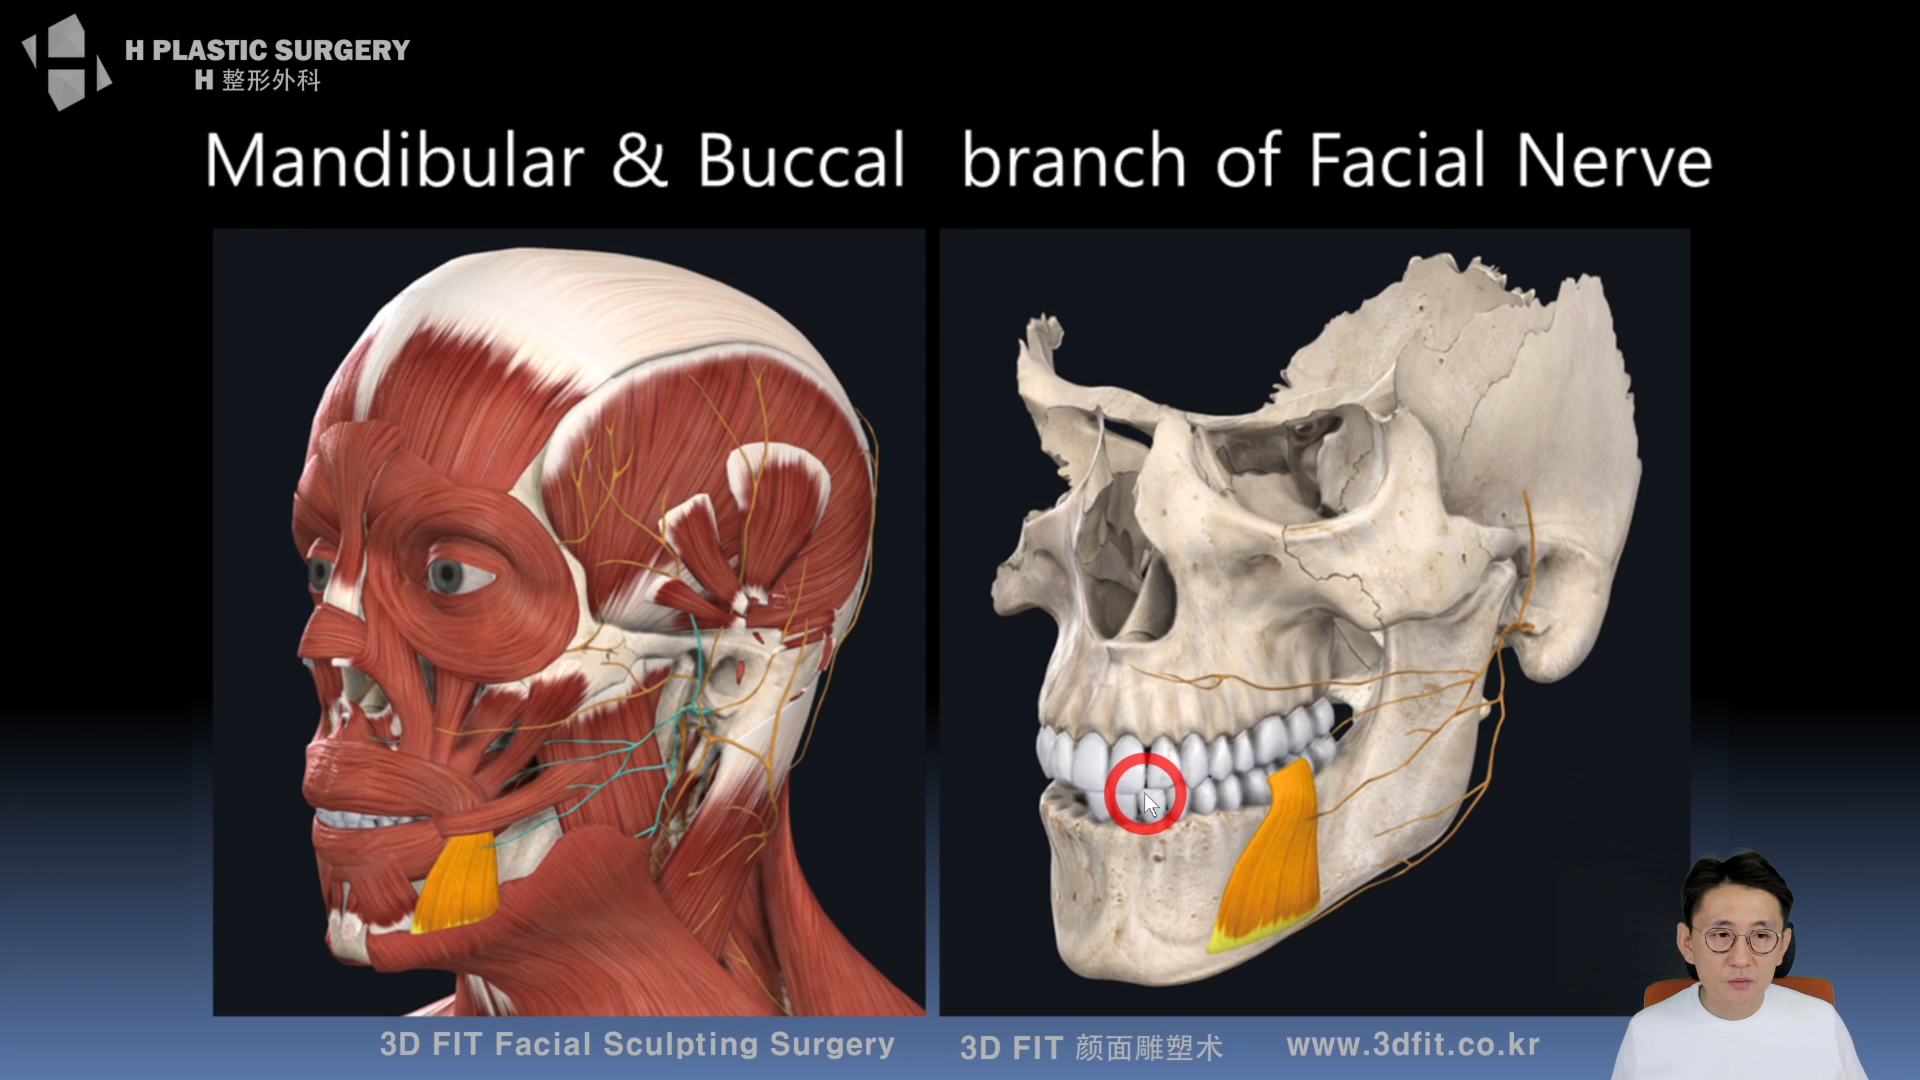 H PLASTIC SURGERY
H 整形外科
Mandibular & Buccal branch of Facial Nerve
3D FIT Facial Sculpting Surgery 3D FIT 颜面雕塑术 www.3dfit.co.kr